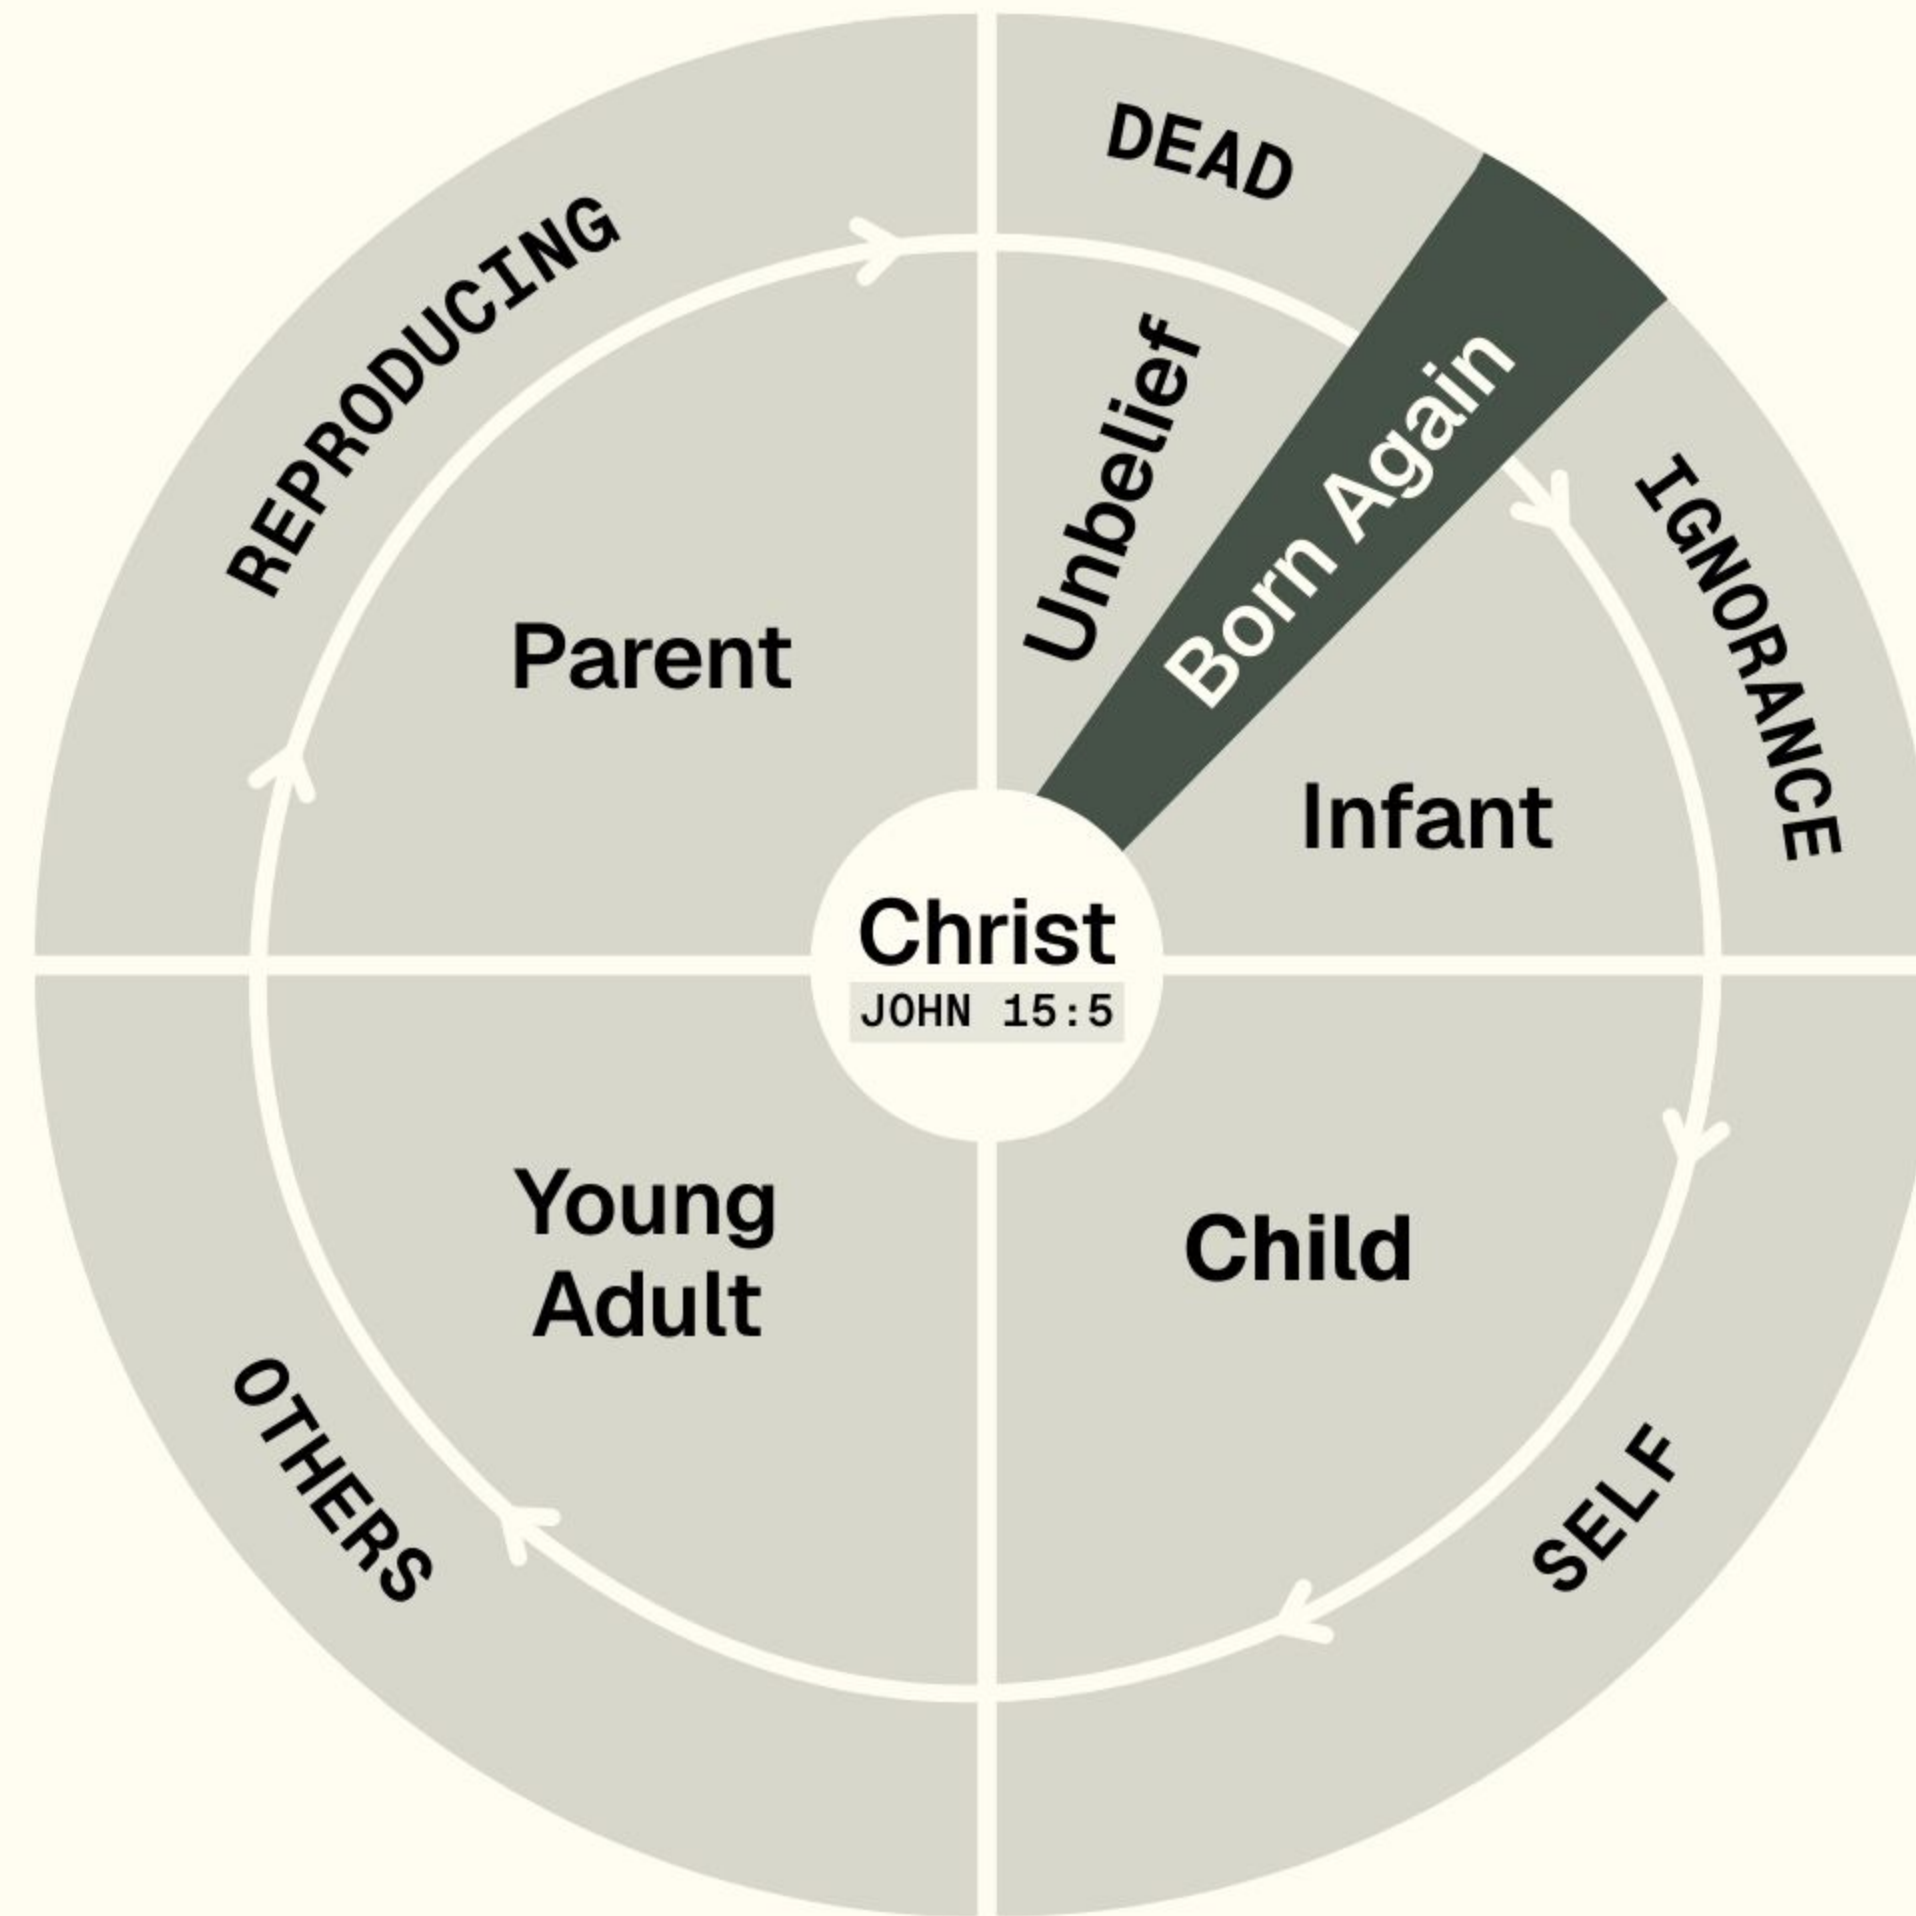 DEAD
Unbelief
Born Again
IGNORANCE
Infant
SELF
Child
OTHERS
Young
Adult
REPRODUCING
Parent
Christ
JOHN 15:5